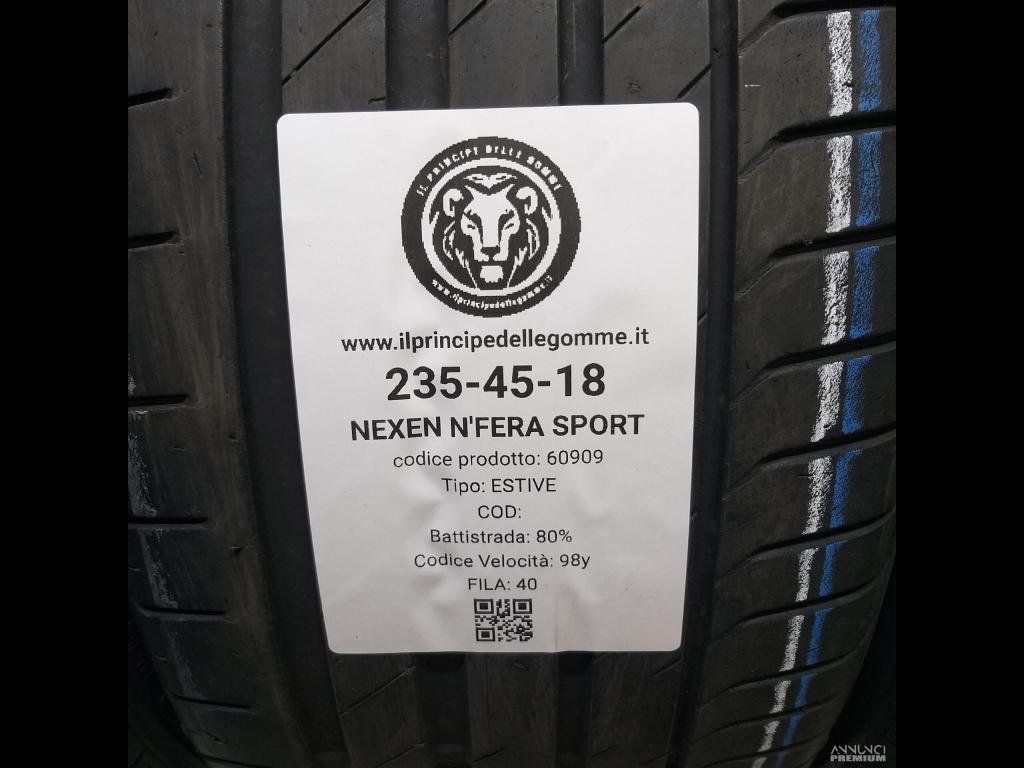 IL PRINCIPE DELLE GOMME
www.ilprincipedellegomme.it
www.ilprincipedellegomme.it
235-45-18
NEXEN N'FERA SPORT
codice prodotto: 60909
Tipo: ESTIVE
COD:
Battistrada: 80%
Codice Velocità: 98y
FILA: 40
ANNUNCI
PREMIUM